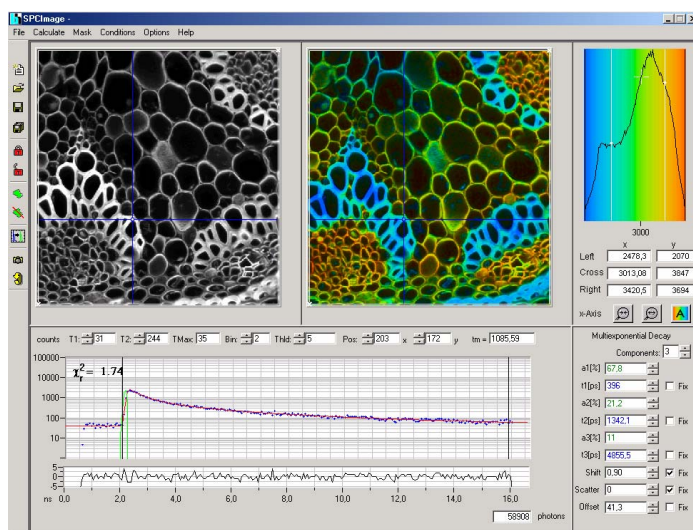 SPCImage -
File Calculate Mask Conditions Options Help
3000
x y
Left 2478,3 2070
Cross 3013,08 3847
Right 3420,5 3694
x-Axis A
counts T1: 31 T2: 244 TMax: 35 Bin: 2 Thld: 5 Pos: 203 x 172 y tm = 1085,59
Multiexponential Decay
Components: 3
a1[%] 67,8
t1[ps] 396 Fix
a2[%] 21,2
t2[ps] 1342,1 Fix
a3[%] 11
t3[ps] 4855,5 Fix
Shift 0,90 Fix
Scatter 0 Fix
Offset 41,3 Fix
χr² = 1.74
100000
10000
1000
100
10
5
0
-5
ns 0,0 2,0 4,0 6,0 8,0 10,0 12,0 14,0 16,0
58908 photons